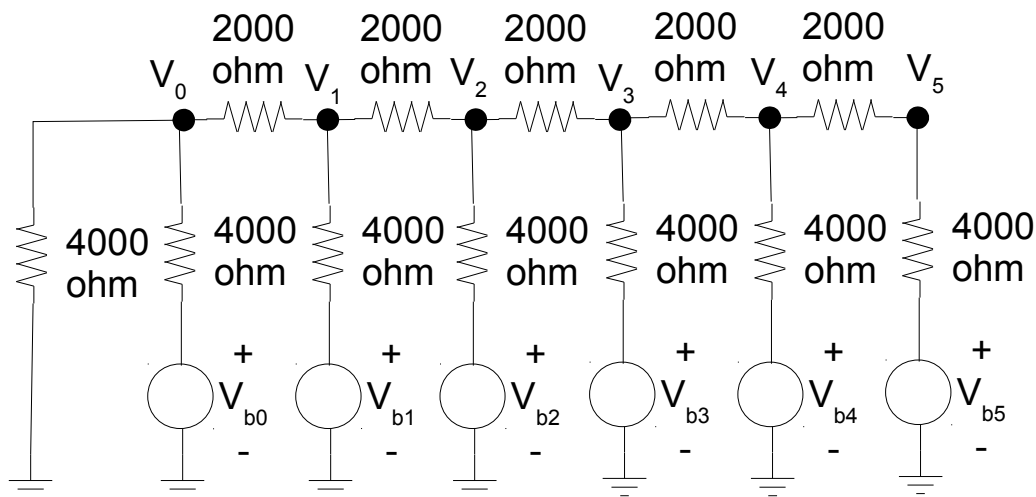 2000 2000 2000 2000 2000
ohm ohm ohm ohm ohm
V0 V1 V2 V3 V4 V5
4000 4000 4000 4000 4000 4000 4000
ohm ohm ohm ohm ohm ohm ohm
+ + + + + +
Vb0 Vb1 Vb2 Vb3 Vb4 Vb5
- - - - - -